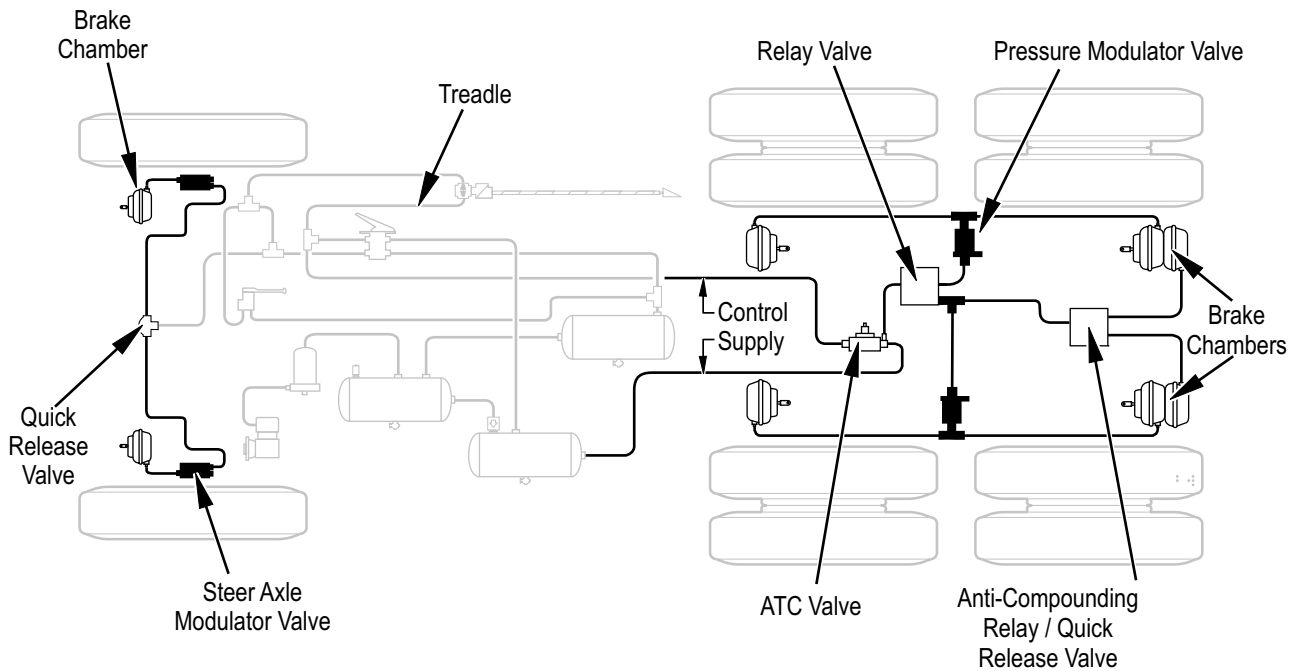 Brake
Chamber
Treadle
Relay Valve
Pressure Modulator Valve
Control
Supply
Brake
Chambers
Quick
Release
Valve
Steer Axle
Modulator Valve
ATC Valve
Anti-Compounding
Relay / Quick
Release Valve